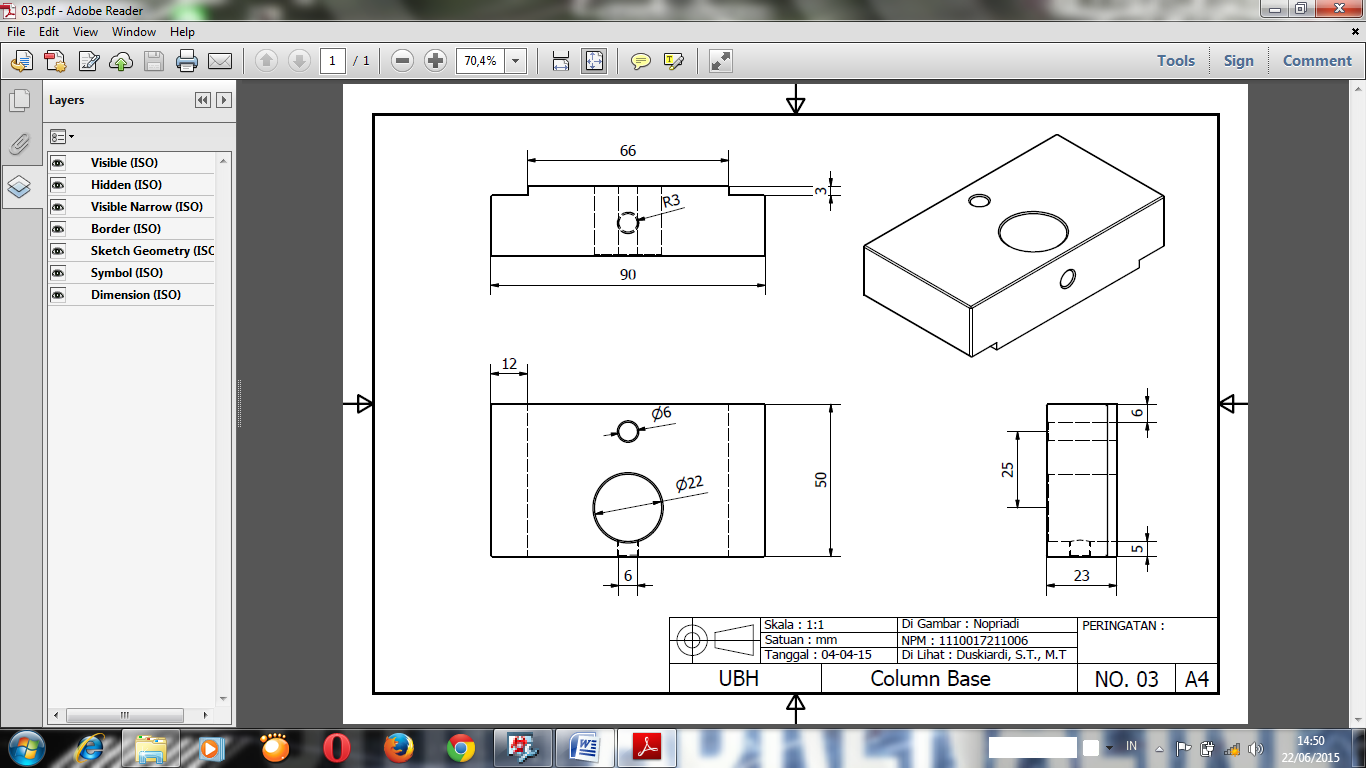 03.pdf - Adobe Reader
File Edit View Window Help
1 / 1 70,4% Tools Sign Comment
Layers
Visible (ISO)
Hidden (ISO)
Visible Narrow (ISO)
Border (ISO)
Sketch Geometry (ISC
Symbol (ISO)
Dimension (ISO)
66
3
R3
90
12
Ø6
Ø22
50
6
6
25
5
23
Skala : 1:1
Satuan : mm
Tanggal : 04-04-15
Di Gambar : Nopriadi
NPM : 1110017211006
Di Lihat : Duskiardi, S.T., M.T
PERINGATAN :
UBH
Column Base
NO. 03
A4
IN
14:50
22/06/2015